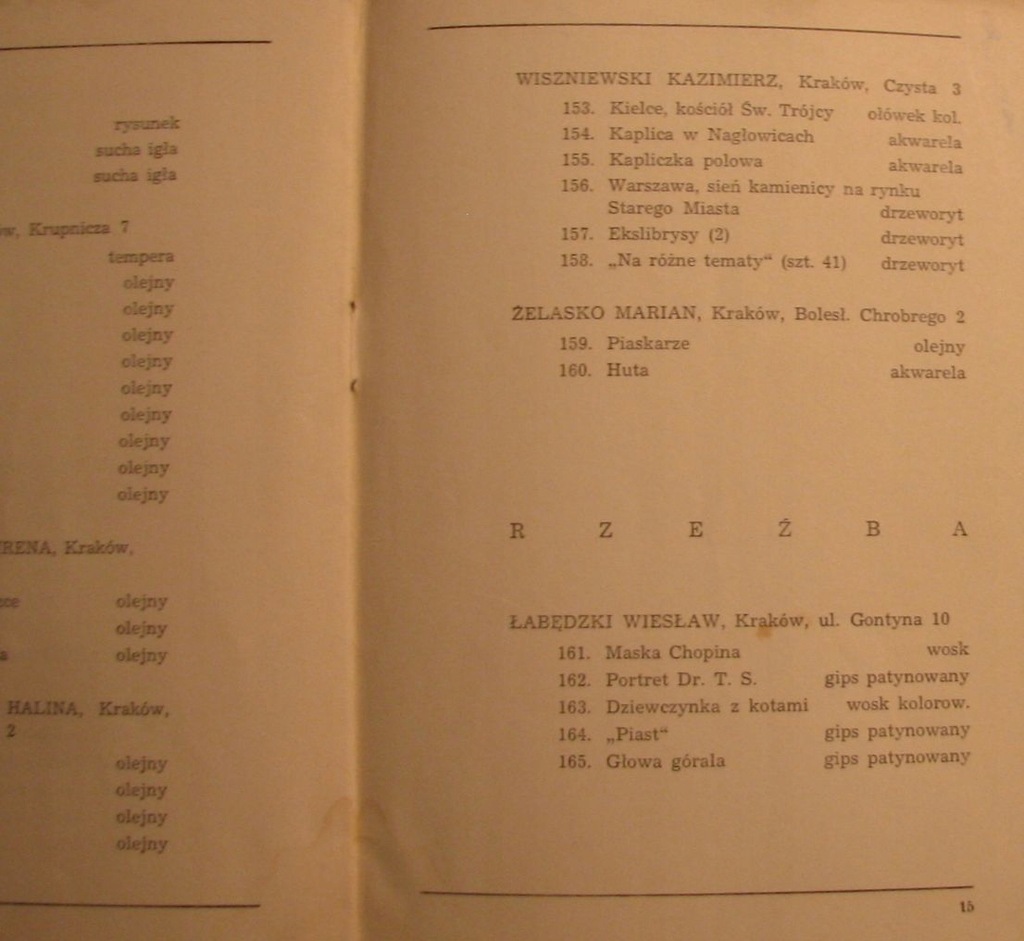 rysunek
sucha igła
sucha igła
Krupnicza 7
tempera
olejny
olejny
olejny
olejny
olejny
olejny
olejny
olejny
olejny
RENA, Kraków,
olejny
olejny
olejny
HALINA, Kraków,
2
olejny
olejny
olejny
olejny
WISZNIEWSKI KAZIMIERZ, Kraków, Czysta 3
153. Kielce, kościół Św. Trójcy ołówek kol.
154. Kaplica w Nagłowicach akwarela
155. Kapliczka polowa akwarela
156. Warszawa, sień kamienicy na rynku
Starego Miasta drzeworyt
157. Ekslibrysy (2) drzeworyt
158. „Na różne tematy“ (szt. 41) drzeworyt
ŻELASKO MARIAN, Kraków, Bolesł. Chrobrego 2
159. Piaskarze olejny
160. Huta akwarela
R Z E Ź B A
ŁABĘDZKI WIESŁAW, Kraków, ul. Gontyna 10
161. Maska Chopina wosk
162. Portret Dr. T. S. gips patynowany
163. Dziewczynka z kotami wosk kolorow.
164. „Piast“ gips patynowany
165. Głowa górala gips patynowany
15